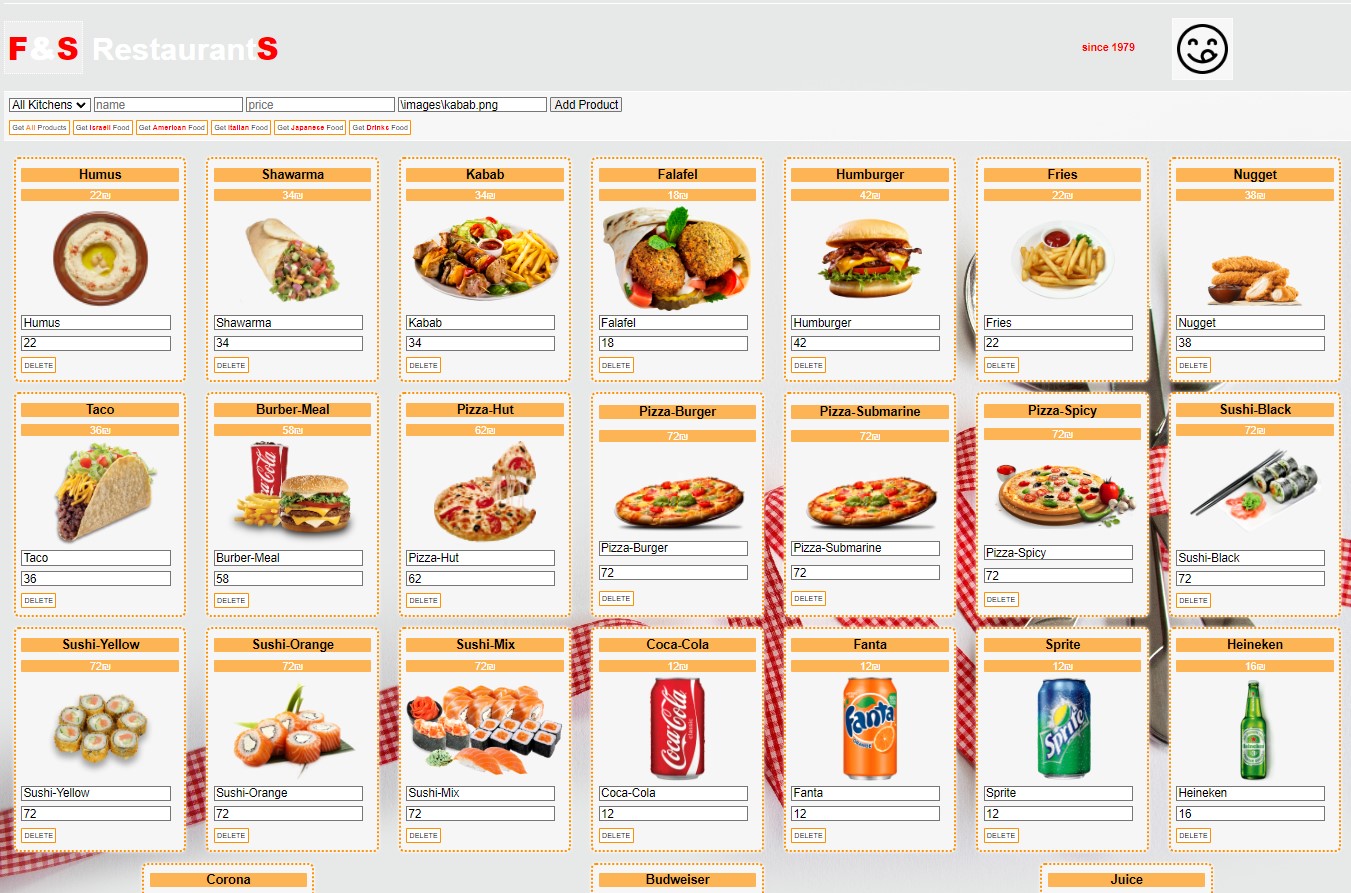 F&S RestaurantS
since 1979
All Kitchens name price \images\kabab.png Add Product
Get All Products Get Israeli Food Get American Food Get Italian Food Get Japanese Food Get Drinks Food
Humus Shawarma Kabab Falafel Humburger Fries Nugget
22₪ 34₪ 34₪ 18₪ 42₪ 22₪ 38₪
Humus Shawarma Kabab Falafel Humburger Fries Nugget
22 34 34 18 42 22 38
DELETE DELETE DELETE DELETE DELETE DELETE DELETE
Taco Burber-Meal Pizza-Hut Pizza-Burger Pizza-Submarine Pizza-Spicy Sushi-Black
36₪ 58₪ 62₪ 72₪ 72₪ 72₪ 72₪
Coca-Cola
Taco Burber-Meal Pizza-Hut Pizza-Burger Pizza-Submarine Pizza-Spicy Sushi-Black
36 58 62 72 72 72 72
DELETE DELETE DELETE DELETE DELETE DELETE DELETE
Sushi-Yellow Sushi-Orange Sushi-Mix Coca-Cola Fanta Sprite Heineken
72₪ 72₪ 72₪ 12₪ 12₪ 12₪ 16₪
Coca-Cola classic Fanta Sprite Heineken
Sushi-Yellow Sushi-Orange Sushi-Mix Coca-Cola Fanta Sprite Heineken
72 72 72 12 12 12 16
DELETE DELETE DELETE DELETE DELETE DELETE DELETE
Corona Budweiser Juice